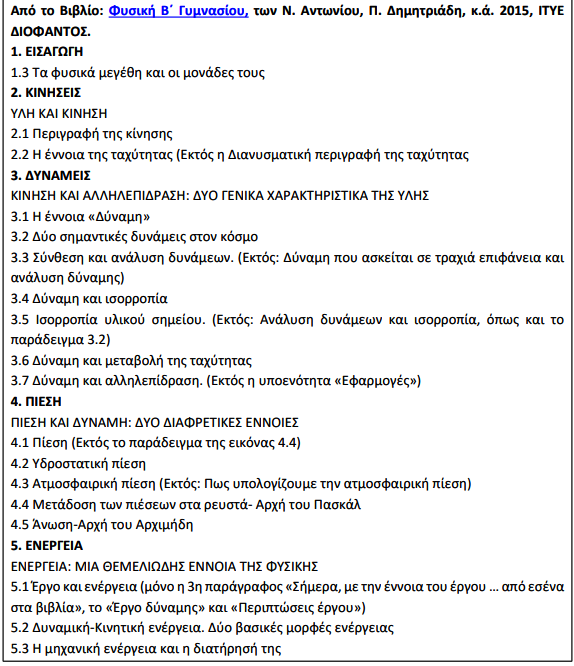 Από το Βιβλίο: Φυσική Β΄ Γυμνασίου, των Ν. Αντωνίου, Π. Δημητριάδη, κ.ά. 2015, ΙΤΥΕ
ΔΙΟΦΑΝΤΟΣ.
1. ΕΙΣΑΓΩΓΗ
1.3 Τα φυσικά μεγέθη και οι μονάδες τους
2. ΚΙΝΗΣΕΙΣ
ΥΛΗ ΚΑΙ ΚΙΝΗΣΗ
2.1 Περιγραφή της κίνησης
2.2 Η έννοια της ταχύτητας (Εκτός η Διανυσματική περιγραφή της ταχύτητας
3. ΔΥΝΑΜΕΙΣ
ΚΙΝΗΣΗ ΚΑΙ ΑΛΛΗΛΕΠΙΔΡΑΣΗ: ΔΥΟ ΓΕΝΙΚΑ ΧΑΡΑΚΤΗΡΙΣΤΙΚΑ ΤΗΣ ΥΛΗΣ
3.1 Η έννοια «Δύναμη»
3.2 Δύο σημαντικές δυνάμεις στον κόσμο
3.3 Σύνθεση και ανάλυση δυνάμεων. (Εκτός: Δύναμη που ασκείται σε τραχιά επιφάνεια και
ανάλυση δύναμης)
3.4 Δύναμη και ισορροπία
3.5 Ισορροπία υλικού σημείου. (Εκτός: Ανάλυση δυνάμεων και ισορροπία, όπως και το
παράδειγμα 3.2)
3.6 Δύναμη και μεταβολή της ταχύτητας
3.7 Δύναμη και αλληλεπίδραση. (Εκτός η υποενότητα «Εφαρμογές»)
4. ΠΙΕΣΗ
ΠΙΕΣΗ ΚΑΙ ΔΥΝΑΜΗ: ΔΥΟ ΔΙΑΦΡΕΤΙΚΕΣ ΕΝΝΟΙΕΣ
4.1 Πίεση (Εκτός το παράδειγμα της εικόνας 4.4)
4.2 Υδροστατική πίεση
4.3 Ατμοσφαιρική πίεση (Εκτός: Πως υπολογίζουμε την ατμοσφαιρική πίεση)
4.4 Μετάδοση των πιέσεων στα ρευστά- Αρχή του Πασκάλ
4.5 Άνωση-Αρχή του Αρχιμήδη
5. ΕΝΕΡΓΕΙΑ
ΕΝΕΡΓΕΙΑ: ΜΙΑ ΘΕΜΕΛΙΩΔΗΣ ΕΝΝΟΙΑ ΤΗΣ ΦΥΣΙΚΗΣ
5.1 Έργο και ενέργεια (μόνο η 3η παράγραφος «Σήμερα, με την έννοια του έργου ... από εσένα
στα βιβλία», το «Έργο δύναμης» και «Περιπτώσεις έργου»)
5.2 Δυναμική-Κινητική ενέργεια. Δύο βασικές μορφές ενέργειας
5.3 Η μηχανική ενέργεια και η διατήρησή της